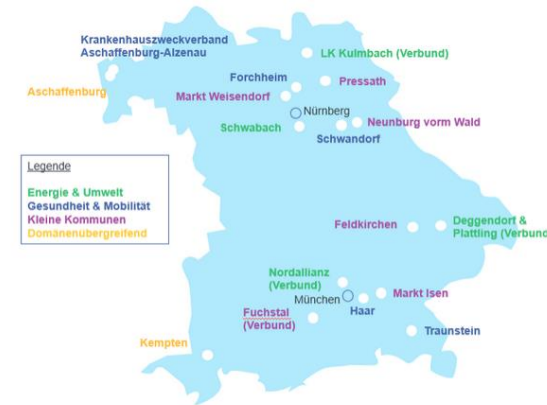 Krankenhauszweckverband
Aschaffenburg-Alzenau
LK Kulmbach (Verbund)
Forchheim
Pressath
Aschaffenburg
Markt Weisendorf
Nürnberg
Schwabach
Neunburg vorm Wald
Schwandorf
Legende
Energie & Umwelt
Gesundheit & Mobilität
Kleine Kommunen
Domänenübergreifend
Feldkirchen
Deggendorf &
Plattling (Verbund
Nordallianz
(Verbund)
München
Markt Isen
Haar
Fuchstal
(Verbund)
Traunstein
Kempten